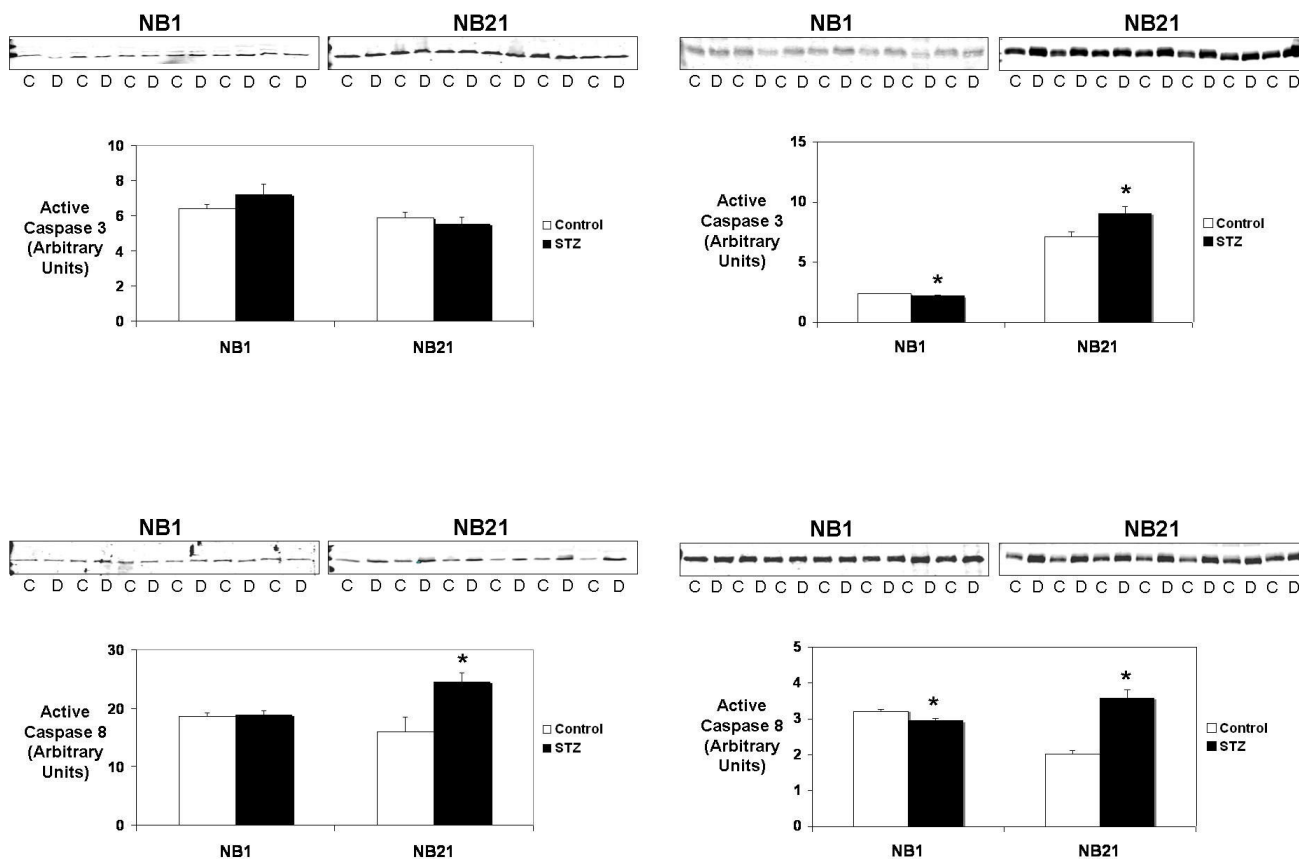 NB1 NB21
C D C D C D C D C D C D C D C D C D C D C D C D
10
8
6
4
2
0
Active
Caspase 3
(Arbitrary
Units)
Control
STZ
NB1 NB21
NB1 NB21
C D C D C D C D C D C D C D C D C D C D C D C D
15
10
5
0
Active
Caspase 3
(Arbitrary
Units)
*
*
Control
STZ
NB1 NB21
NB1 NB21
C D C D C D C D C D C D C D C D C D C D C D C D
30
20
10
0
Active
Caspase 8
(Arbitrary
Units)
*
Control
STZ
NB1 NB21
NB1 NB21
C D C D C D C D C D C D C D C D C D C D C D C D
5
4
3
2
1
0
Active
Caspase 8
(Arbitrary
Units)
*
*
Control
STZ
NB1 NB21